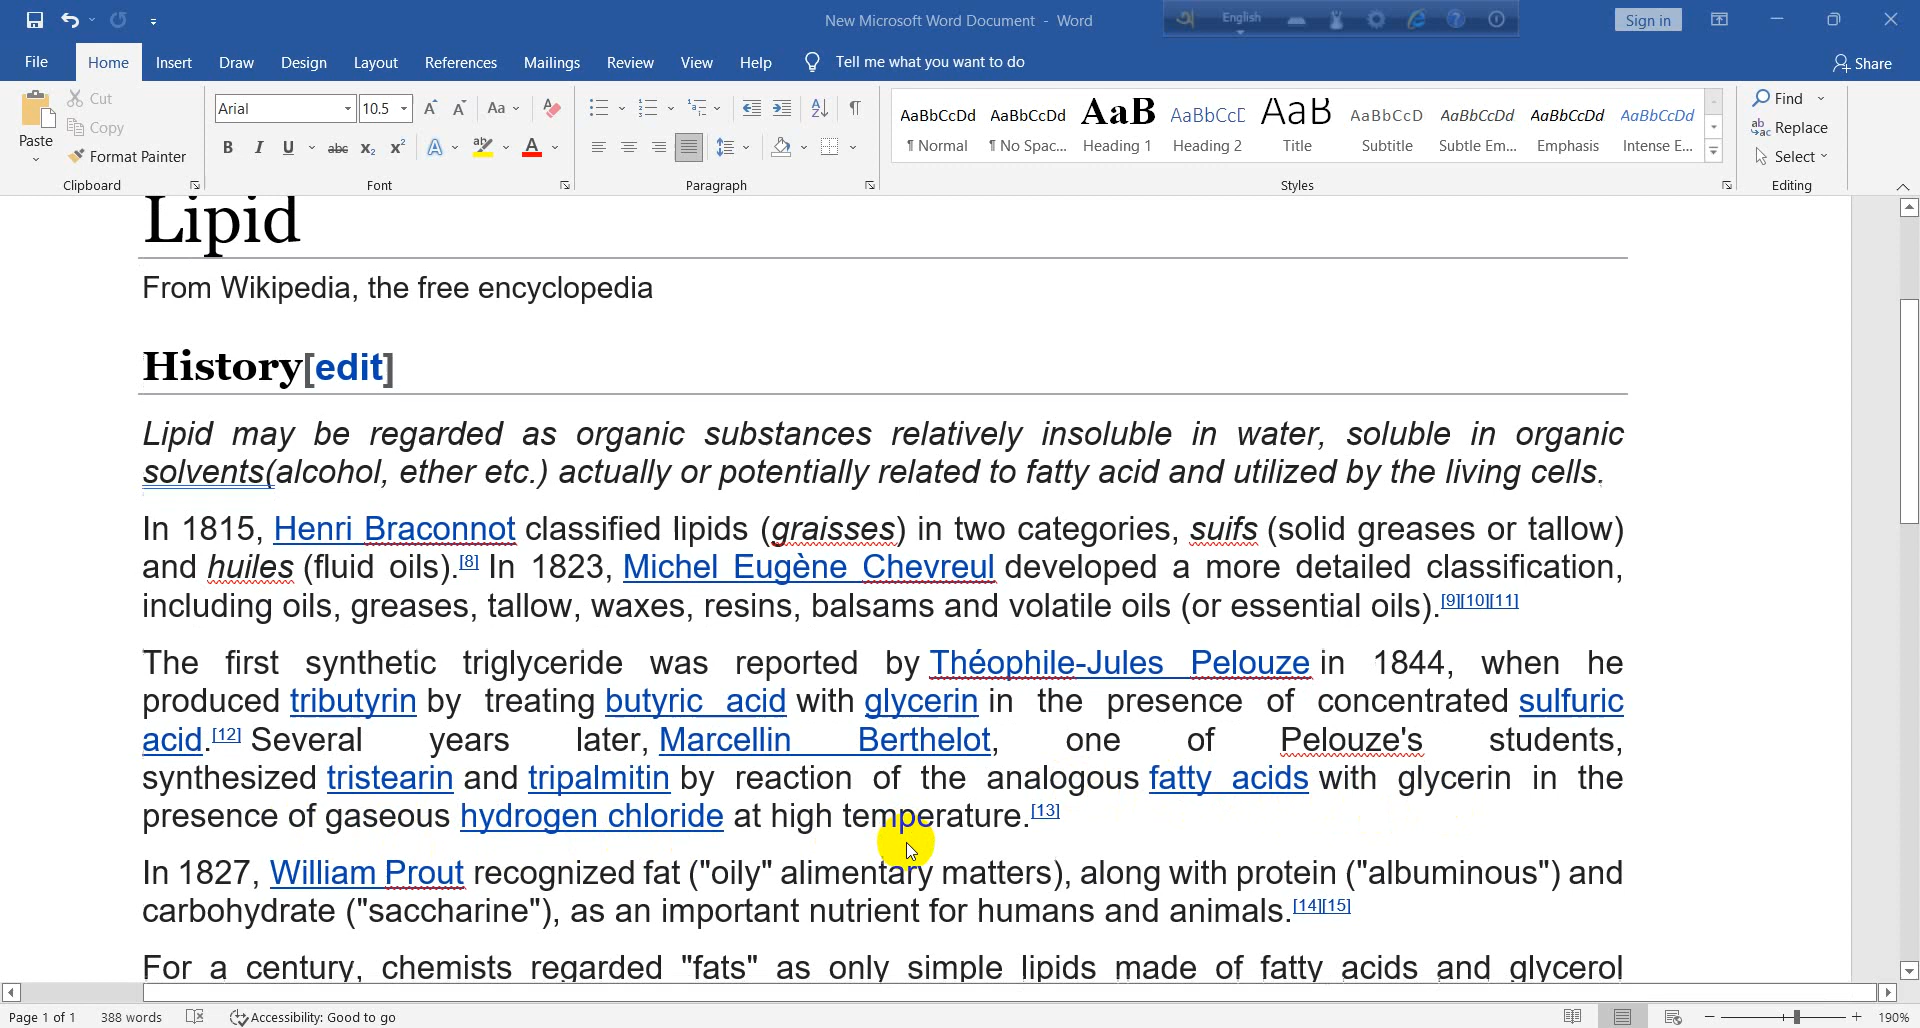 New Microsoft Word Document - Word
English
Sign in
File Home Insert Draw Design Layout References Mailings Review View Help Tell me what you want to do Share
Paste
Cut
Copy
Format Painter
Clipboard
Arial 10.5
Aa
B I U abc x₂ x² A ab A
Font
Paragraph
AaBbCcDd AaBbCcDd AaB AaBbCcC AaB AaBbCcD AaBbCcDd AaBbCcDd AaBbCcDd
¶ Normal ¶ No Spac... Heading 1 Heading 2 Title Subtitle Subtle Em... Emphasis Intense E...
Styles
Find
Replace
Select
Editing
Lipid
From Wikipedia, the free encyclopedia
History[edit]
Lipid may be regarded as organic substances relatively insoluble in water, soluble in organic
solvents(alcohol, ether etc.) actually or potentially related to fatty acid and utilized by the living cells.
In 1815, Henri Braconnot classified lipids (graisses) in two categories, suifs (solid greases or tallow)
and huiles (fluid oils).[8] In 1823, Michel Eugène Chevreul developed a more detailed classification,
including oils, greases, tallow, waxes, resins, balsams and volatile oils (or essential oils).[9][10][11]
The first synthetic triglyceride was reported by Théophile-Jules Pelouze in 1844, when he
produced tributyrin by treating butyric acid with glycerin in the presence of concentrated sulfuric
acid.[12] Several years later, Marcellin Berthelot, one of Pelouze's students,
synthesized tristearin and tripalmitin by reaction of the analogous fatty acids with glycerin in the
presence of gaseous hydrogen chloride at high temperature.[13]
In 1827, William Prout recognized fat ("oily" alimentary matters), along with protein ("albuminous") and
carbohydrate ("saccharine"), as an important nutrient for humans and animals.[14][15]
For a century, chemists regarded "fats" as only simple lipids made of fatty acids and glycerol
Page 1 of 1 388 words Accessibility: Good to go 190%